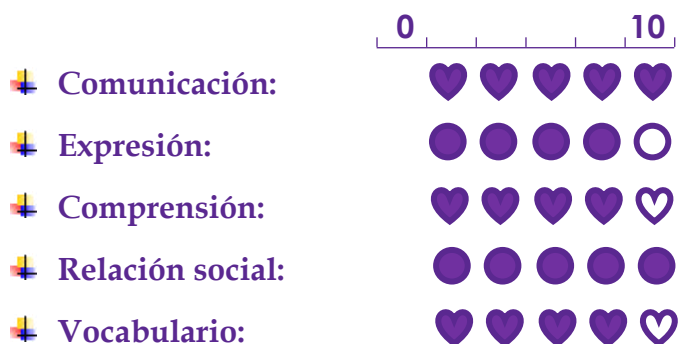 0 10
Comunicación:
Expresión:
Comprensión:
Relación social:
Vocabulario: